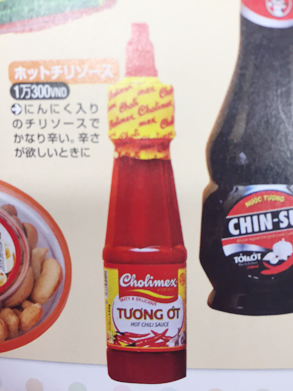 ホットチリソース
1万300VND
にんにく入り
のチリソースで
かなり辛い。辛さ
が欲しいときに
Cholimex
Cholimex
TƯƠNG ỚT
HOT CHILI SAUCE
NƯỚC TƯƠNG
CHIN-SU
TỎI & ỚT